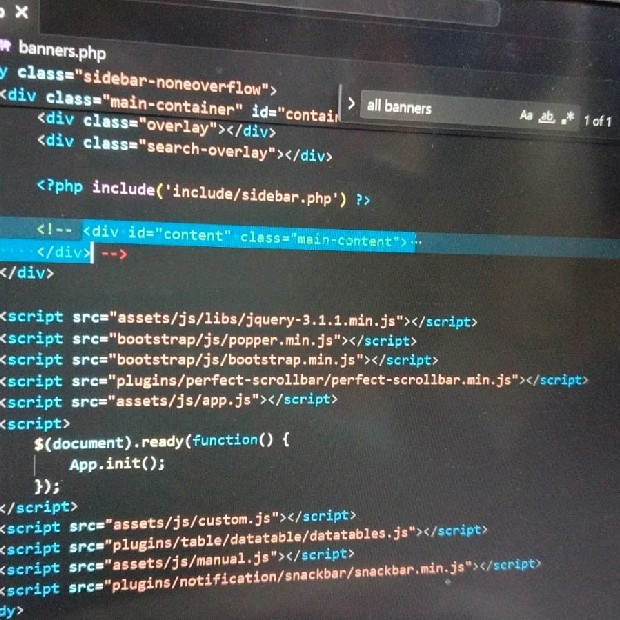 banners.php
y class="sidebar-noneoverflow">
<div class="main-container" id="contain
> all banners Aa ab .* 1 of 1
<div class="overlay"></div>
<div class="search-overlay"></div>
<?php include('include/sidebar.php') ?>
<!-- <div id="content" class="main-content">...
</div> -->
</div>
<script src="assets/js/libs/jquery-3.1.1.min.js"></script>
<script src="bootstrap/js/popper.min.js"></script>
<script src="bootstrap/js/bootstrap.min.js"></script>
<script src="plugins/perfect-scrollbar/perfect-scrollbar.min.js"></script>
<script src="assets/js/app.js"></script>
<script>
$(document).ready(function() {
App.init();
});
</script>
<script src="assets/js/custom.js"></script>
<script src="plugins/table/datatable/datatables.js"></script>
<script src="assets/js/manual.js"></script>
<script src="plugins/notification/snackbar/snackbar.min.js"></script>
dy>